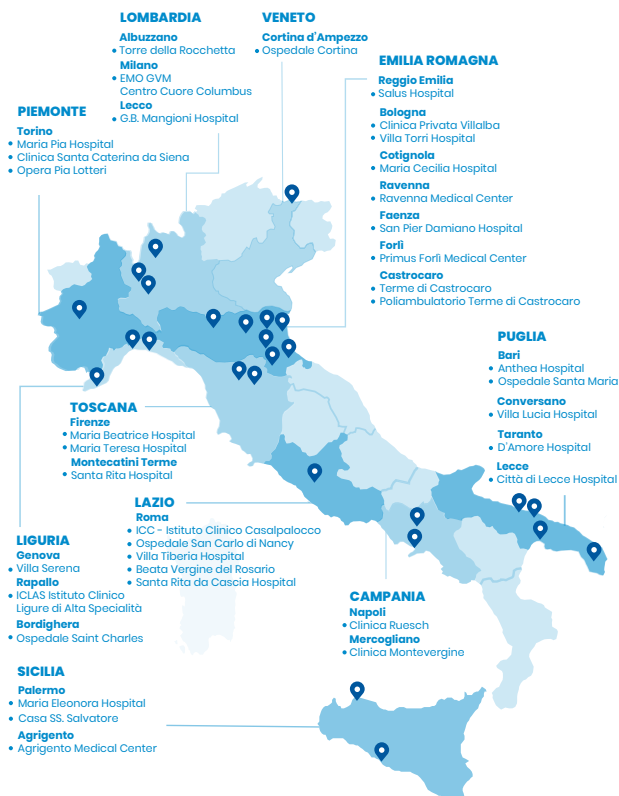 LOMBARDIA
Albuzzano
• Torre della Rocchetta
Milano
• EMO GVM
Centro Cuore Columbus
Lecco
• G.B. Mangioni Hospital
VENETO
Cortina d'Ampezzo
• Ospedale Cortina
EMILIA ROMAGNA
Reggio Emilia
• Salus Hospital
Bologna
• Clinica Privata Villalba
• Villa Torri Hospital
Cotignola
• Maria Cecilia Hospital
Ravenna
• Ravenna Medical Center
Faenza
• San Pier Damiano Hospital
Forlì
• Primus Forlì Medical Center
Castrocaro
• Terme di Castrocaro
• Poliambulatorio Terme di Castrocaro
PIEMONTE
Torino
• Maria Pia Hospital
• Clinica Santa Caterina da Siena
• Opera Pia Lotteri
PUGLIA
Bari
• Anthea Hospital
• Ospedale Santa Maria
Conversano
• Villa Lucia Hospital
Taranto
• D'Amore Hospital
Lecce
• Città di Lecce Hospital
TOSCANA
Firenze
• Maria Beatrice Hospital
• Maria Teresa Hospital
Montecatini Terme
• Santa Rita Hospital
LAZIO
Roma
• ICC - Istituto Clinico Casalpalocco
• Ospedale San Carlo di Nancy
• Villa Tiberia Hospital
• Beata Vergine del Rosario
• Santa Rita da Cascia Hospital
LIGURIA
Genova
• Villa Serena
Rapallo
• ICLAS Istituto Clinico
Ligure di Alta Specialità
Bordighera
• Ospedale Saint Charles
CAMPANIA
Napoli
• Clinica Ruesch
Mercogliano
• Clinica Montevergine
SICILIA
Palermo
• Maria Eleonora Hospital
• Casa SS. Salvatore
Agrigento
• Agrigento Medical Center